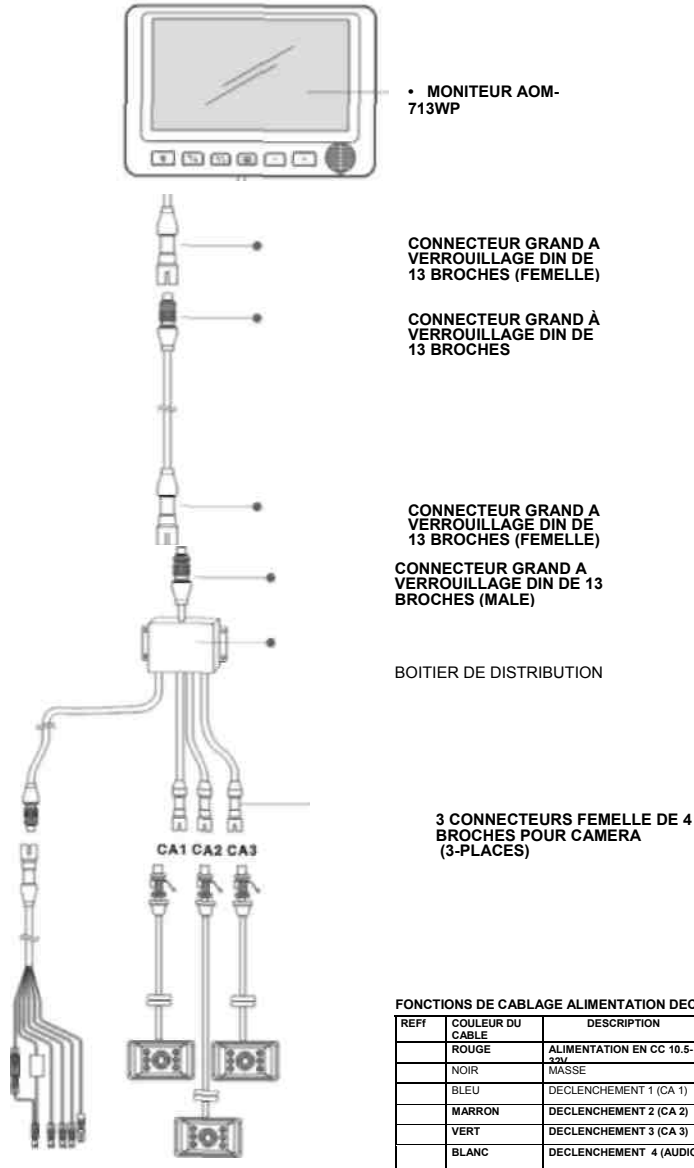 • MONITEUR AOM-
713WP
CONNECTEUR GRAND A
VERROUILLAGE DIN DE
13 BROCHES (FEMELLE)
CONNECTEUR GRAND À
VERROUILLAGE DIN DE
13 BROCHES
CONNECTEUR GRAND A
VERROUILLAGE DIN DE
13 BROCHES (FEMELLE)
CONNECTEUR GRAND A
VERROUILLAGE DIN DE 13
BROCHES (MALE)
BOITIER DE DISTRIBUTION
3 CONNECTEURS FEMELLE DE 4
BROCHES POUR CAMERA
(3-PLACES)
CA1 CA2 CA3
FONCTIONS DE CABLAGE ALIMENTATION DEC
REFf COULEUR DU CABLE DESCRIPTION
ROUGE ALIMENTATION EN CC 10.5-
32V
NOIR MASSE
BLEU DECLENCHEMENT 1 (CA 1)
MARRON DECLENCHEMENT 2 (CA 2)
VERT DECLENCHEMENT 3 (CA 3)
BLANC DECLENCHEMENT 4 (AUDIO